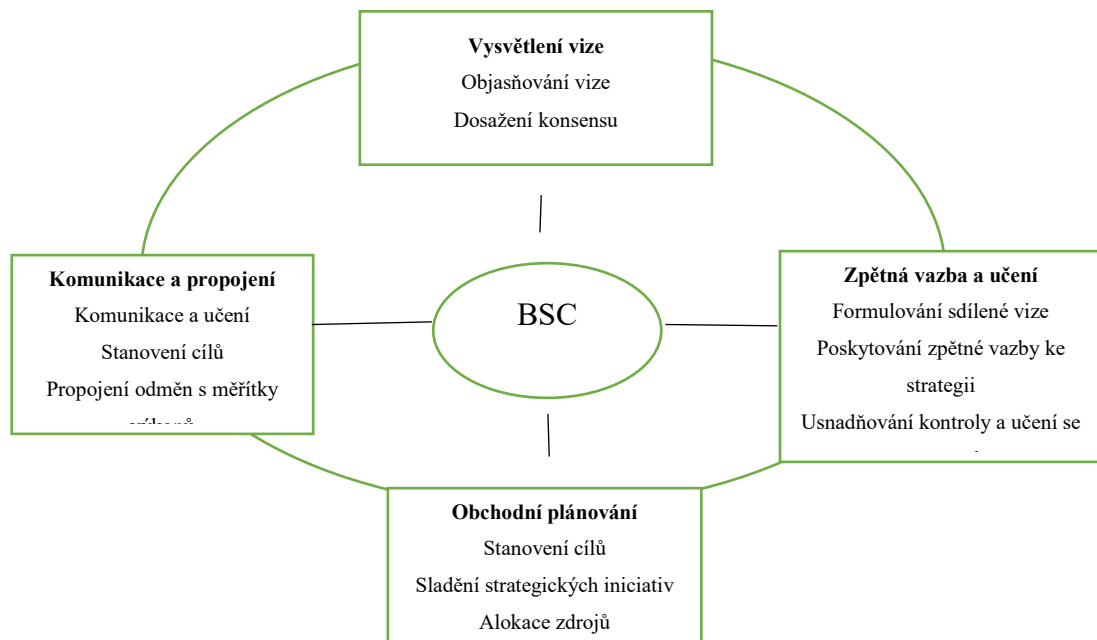 Vysvětlení vize
Objasňování vize
Dosažení konsensu
Komunikace a propojení
Komunikace a učení
Stanovení cílů
Propojení odměn s měřítky
BSC
Zpětná vazba a učení
Formulování sdílené vize
Poskytování zpětné vazby ke
strategii
Usnadňování kontroly a učení se
Obchodní plánování
Stanovení cílů
Sladění strategických iniciativ
Alokace zdrojů